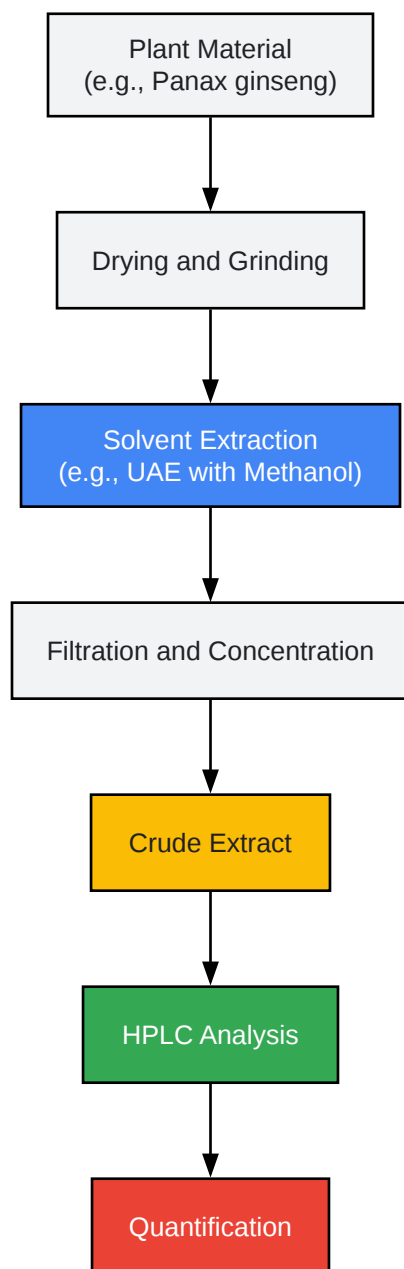 Plant Material
(e.g., Panax ginseng)
Drying and Grinding
Solvent Extraction
(e.g., UAE with Methanol)
Filtration and Concentration
Crude Extract
HPLC Analysis
Quantification